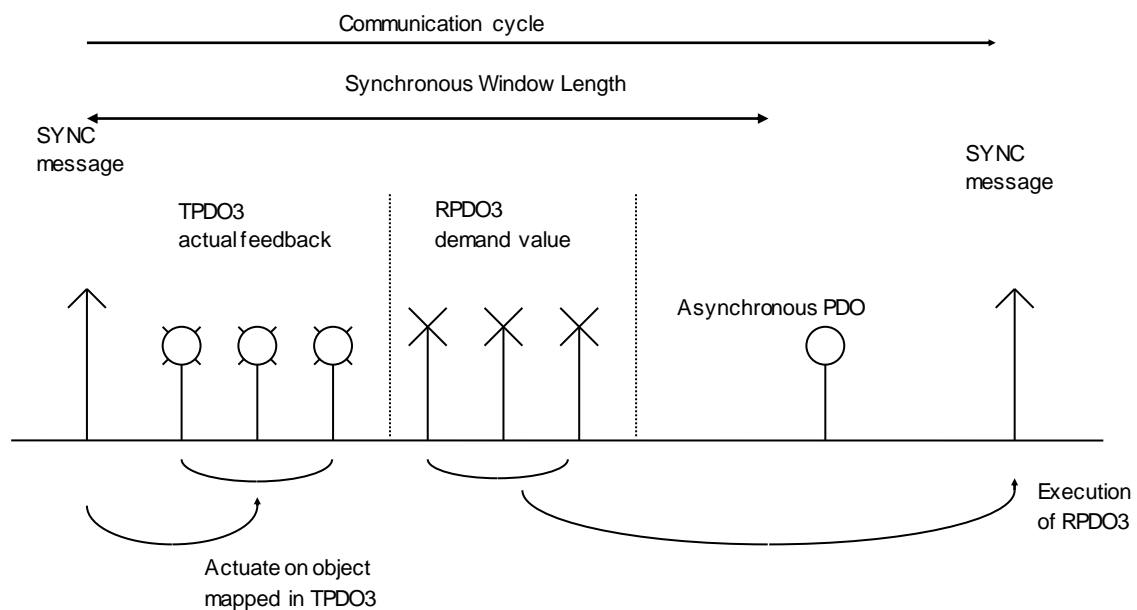 Communication cycle
Synchronous Window Length
SYNC
message
SYNC
message
TPDO3
actual feedback
RPDO3
demand value
Asynchronous PDO
Execution
of RPDO3
Actuate on object
mapped in TPDO3